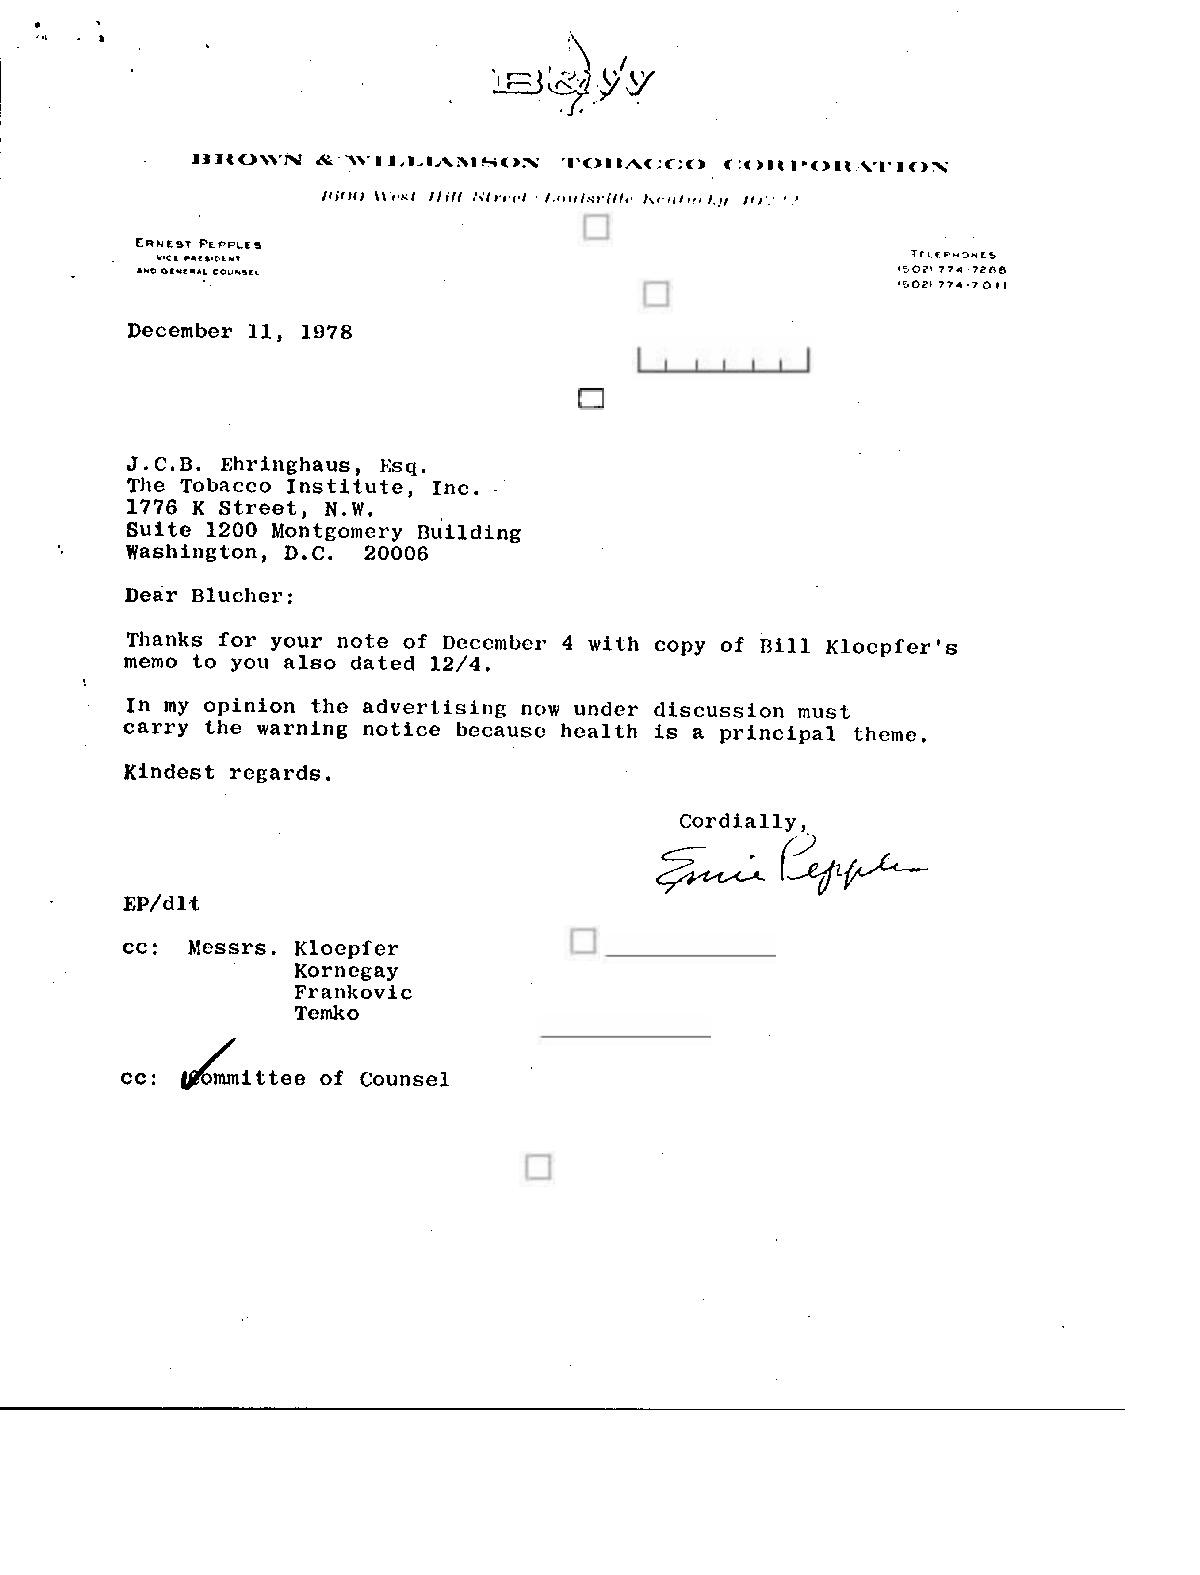 B&W
BROWN & WILLIAMSON TOBACCO CORPORATION
1600 West Hill Street · Louisville Kentucky
ERNEST PEPPLES
VICE PRESIDENT
AND GENERAL COUNSEL
TELEPHONES
(502) 774-7266
(502) 774-7011
December 11, 1978
J.C.B. Ehringhaus, Esq.
The Tobacco Institute, Inc.
1776 K Street, N.W.
Suite 1200 Montgomery Building
Washington, D.C. 20006
Dear Blucher:
Thanks for your note of December 4 with copy of Bill Kloepfer's
memo to you also dated 12/4.
In my opinion the advertising now under discussion must
carry the warning notice because health is a principal theme.
Kindest regards.
Cordially,
Ernie Pepples
EP/dlt
cc: Messrs. Kloepfer
Kornegay
Frankovic
Temko
cc: Committee of Counsel